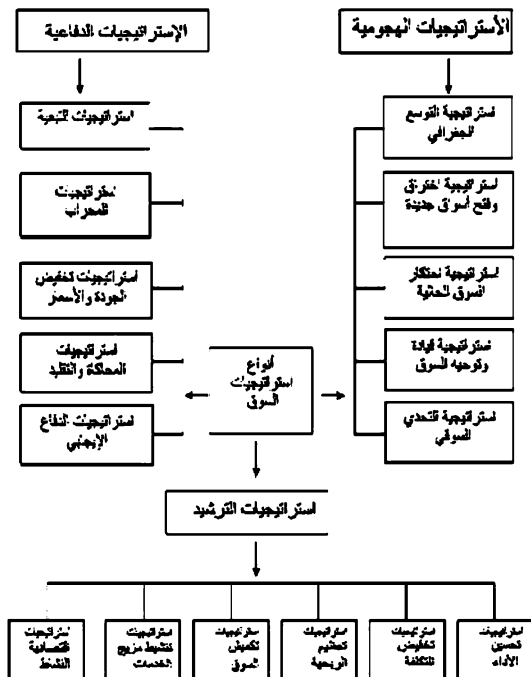 الأستراتيجيات الهجومية
الإستراتيجيات الدفاعية
استراتيجية التوسع
الجغرافي
استراتيجية اختراق
وفتح أسواق جديدة
استراتيجية احتكار
السوق الحالية
استراتيجية قيادة
وتوجيه السوق
استراتيجية التحدي
السوقي
استراتيجيات التبعية
استراتيجيات
المحراب
استراتيجيات تخفيض
الجودة والأسعار
استراتيجيات
المحاكاة والتقليد
استراتيجيات الدفاع
الإيجابي
أنواع
استراتيجيات
السوق
استراتيجيات الترشيد
استراتيجيات
تحسين
الأداء
استراتيجيات
تخفيض
التكلفة
استراتيجيات
تعظيم
الربحية
استراتيجيات
تكميش
السوق
استراتيجيات
تنشيط مزيج
الخدمات
استراتيجيات
اقتصادية
النشاط